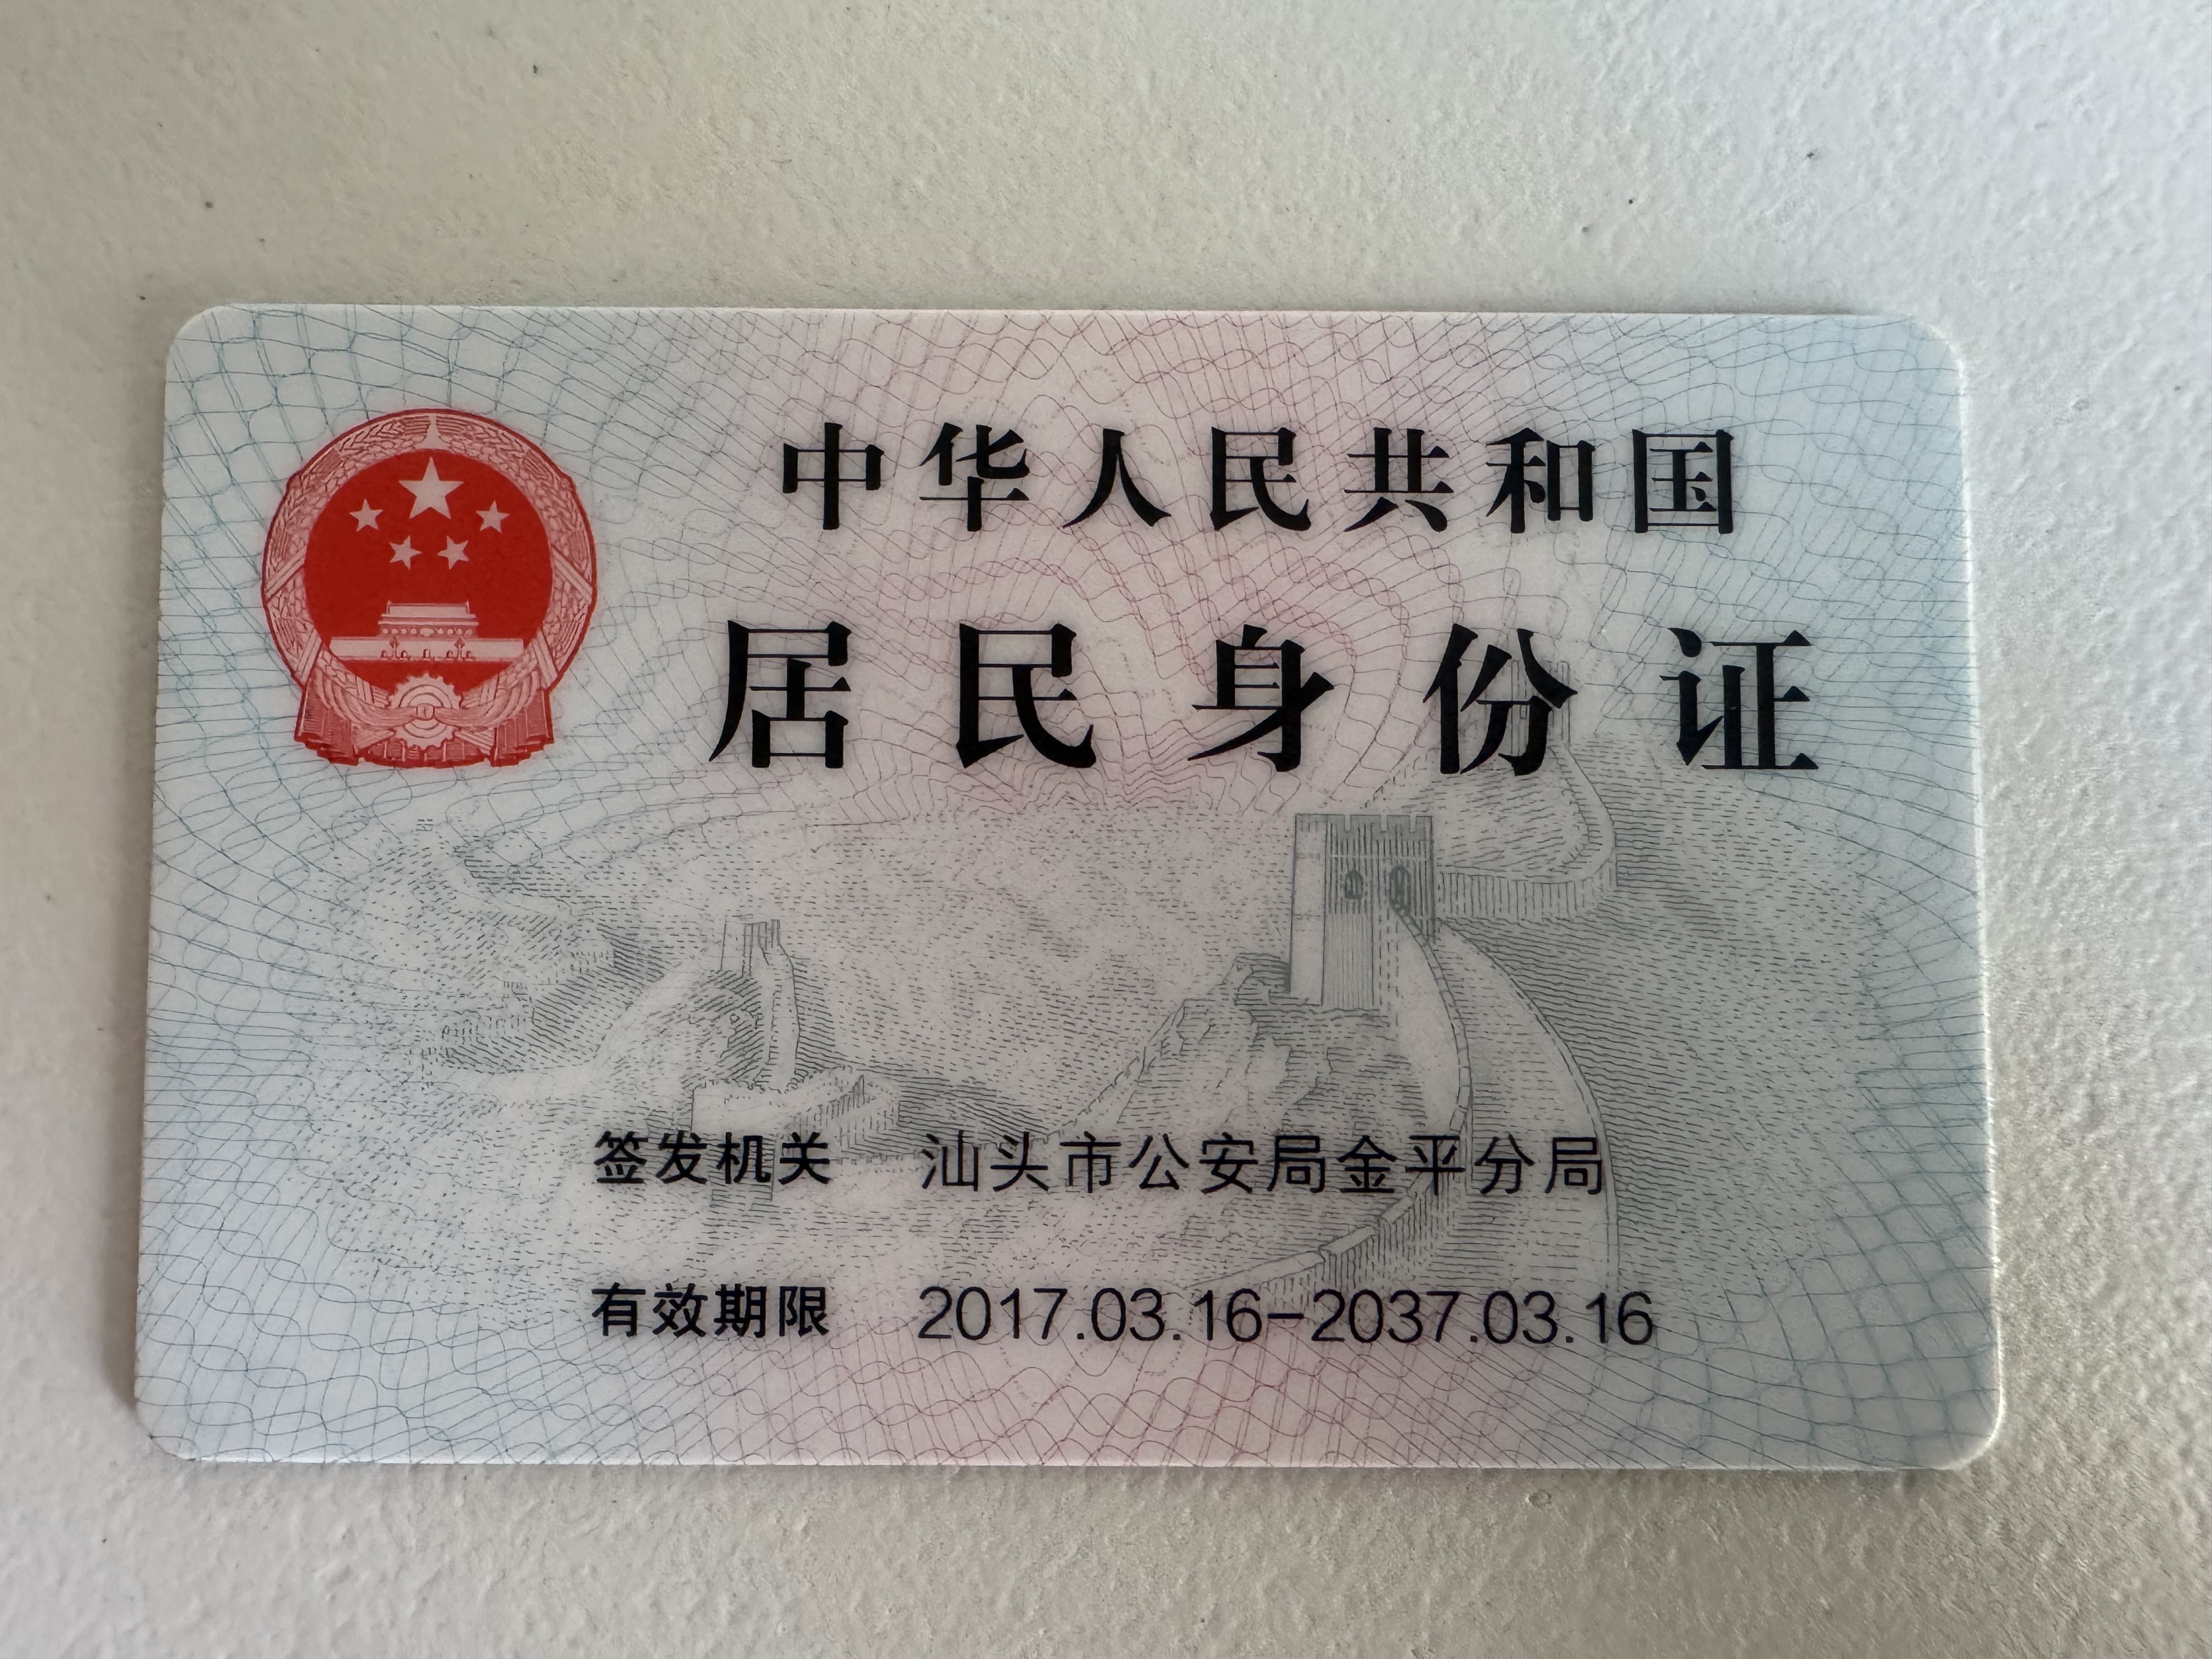 中华人民共和国
居民身份证
签发机关 汕头市公安局金平分局
有效期限 2017.03.16-2037.03.16